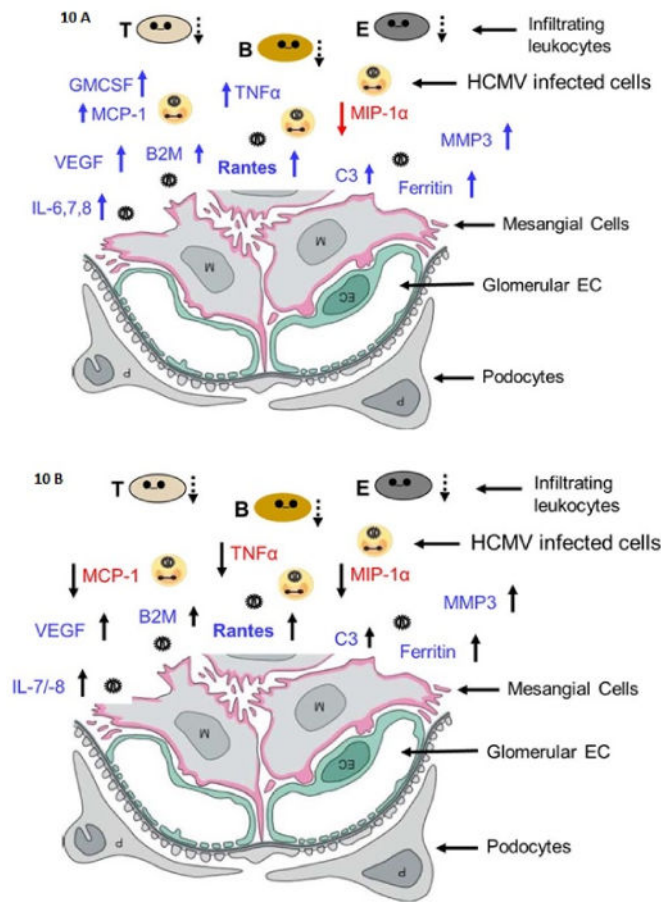 10 A
T
B
E
Infiltrating
leukocytes
GMCSF
TNFα
HCMV infected cells
MCP-1
MIP-1α
MMP3
VEGF
B2M
Rantes
C3
Ferritin
IL-6,7,8
Mesangial Cells
M
M
Glomerular EC
EC
P
P
Podocytes
10 B
T
B
E
Infiltrating
leukocytes
HCMV infected cells
TNFα
MCP-1
MIP-1α
MMP3
B2M
VEGF
Rantes
C3
Ferritin
IL-7/-8
Mesangial Cells
M
M
Glomerular EC
EC
P
P
Podocytes